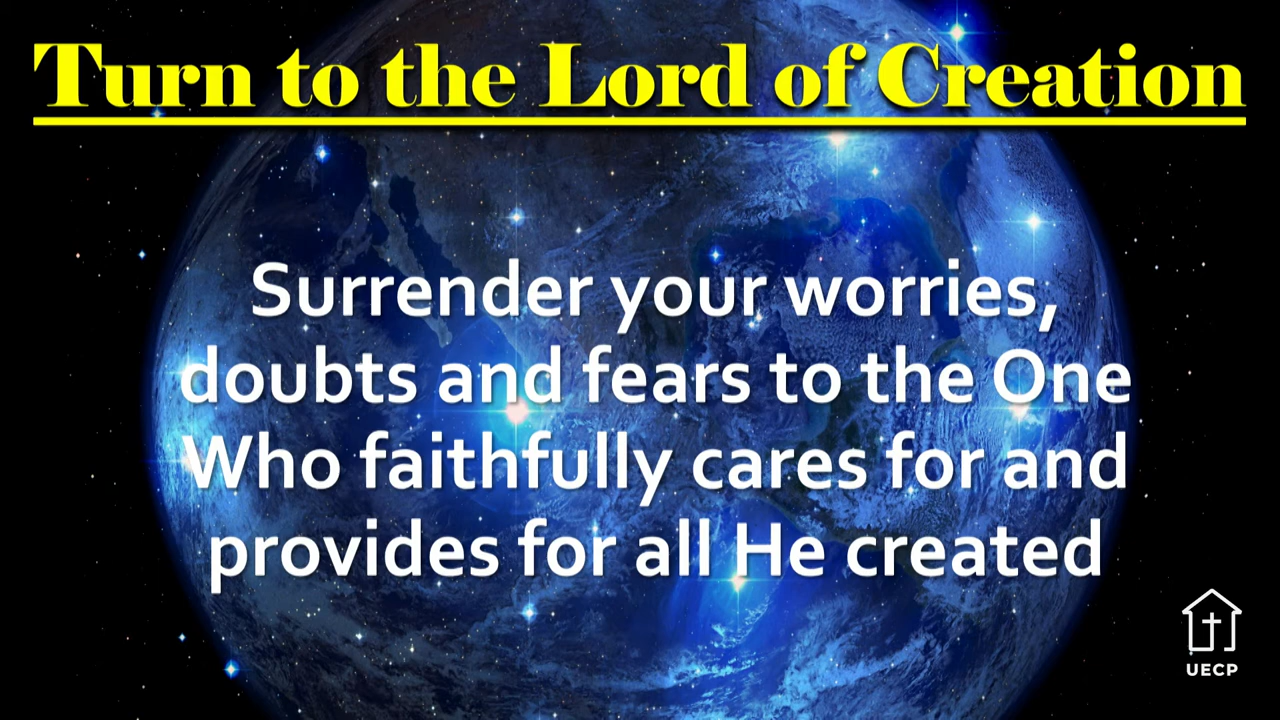 Turn to the Lord of Creation
Surrender your worries,
doubts and fears to the One
Who faithfully cares for and
provides for all He created
UECP